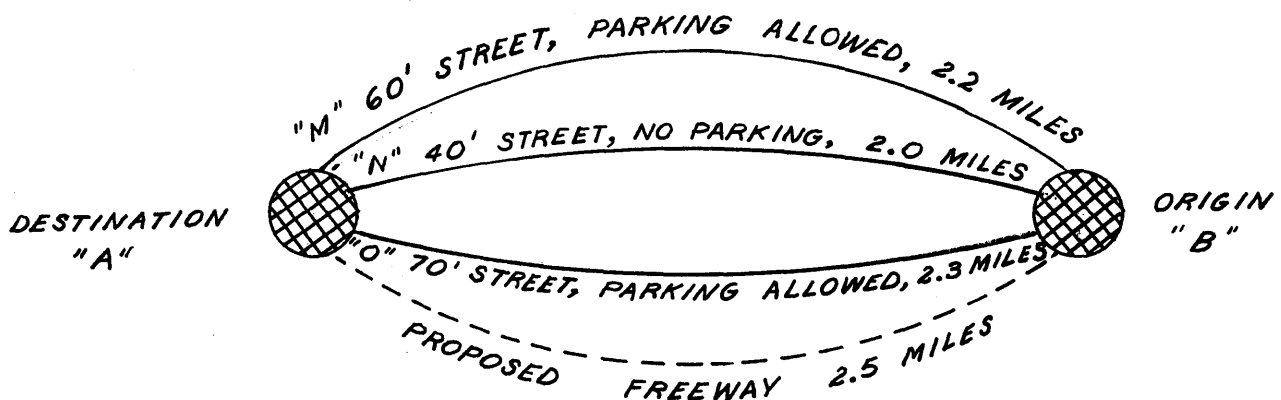 "M" 60' STREET, PARKING ALLOWED, 2.2 MILES
"N" 40' STREET, NO PARKING, 2.0 MILES
DESTINATION
"A"
ORIGIN
"B"
"O" 70' STREET, PARKING ALLOWED, 2.3 MILES
PROPOSED FREEWAY 2.5 MILES